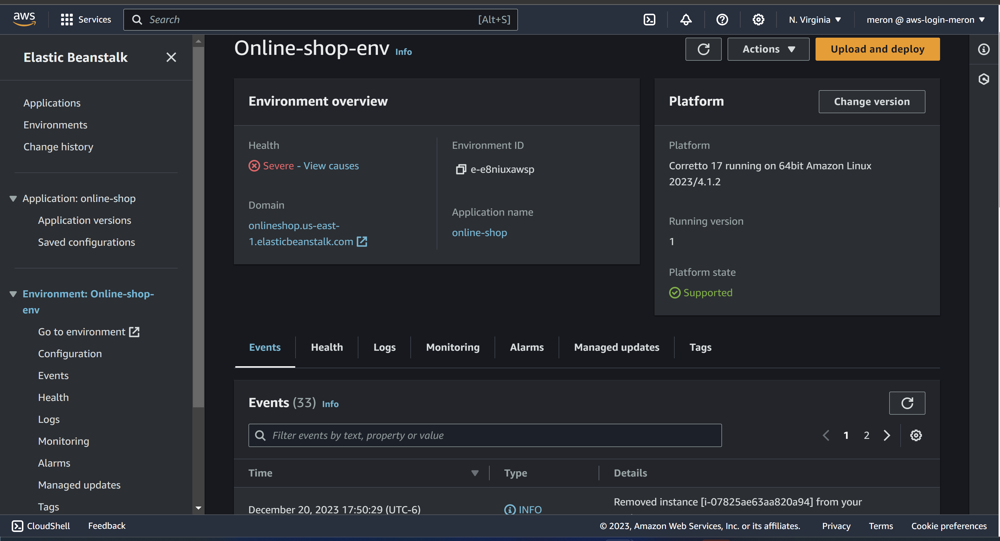 aws
Services
Search
[Alt+S]
N. Virginia
meron @ aws-login-meron
Elastic Beanstalk
Applications
Environments
Change history
Application: online-shop
Application versions
Saved configurations
Environment: Online-shop-
env
Go to environment
Configuration
Events
Health
Logs
Monitoring
Alarms
Managed updates
Tags
Online-shop-env Info
Actions
Upload and deploy
Environment overview
Health
Severe - View causes
Domain
onlineshop.us-east-
1.elasticbeanstalk.com
Environment ID
e-e8niuxawsp
Application name
online-shop
Platform
Change version
Platform
Corretto 17 running on 64bit Amazon Linux
2023/4.1.2
Running version
1
Platform state
Supported
Events
Health
Logs
Monitoring
Alarms
Managed updates
Tags
Events (33) Info
Filter events by text, property or value
1
2
Time
Type
Details
December 20, 2023 17:50:29 (UTC-6)
INFO
Removed instance [i-07825ae63aa820a94] from your
CloudShell
Feedback
© 2023, Amazon Web Services, Inc. or its affiliates.
Privacy
Terms
Cookie preferences